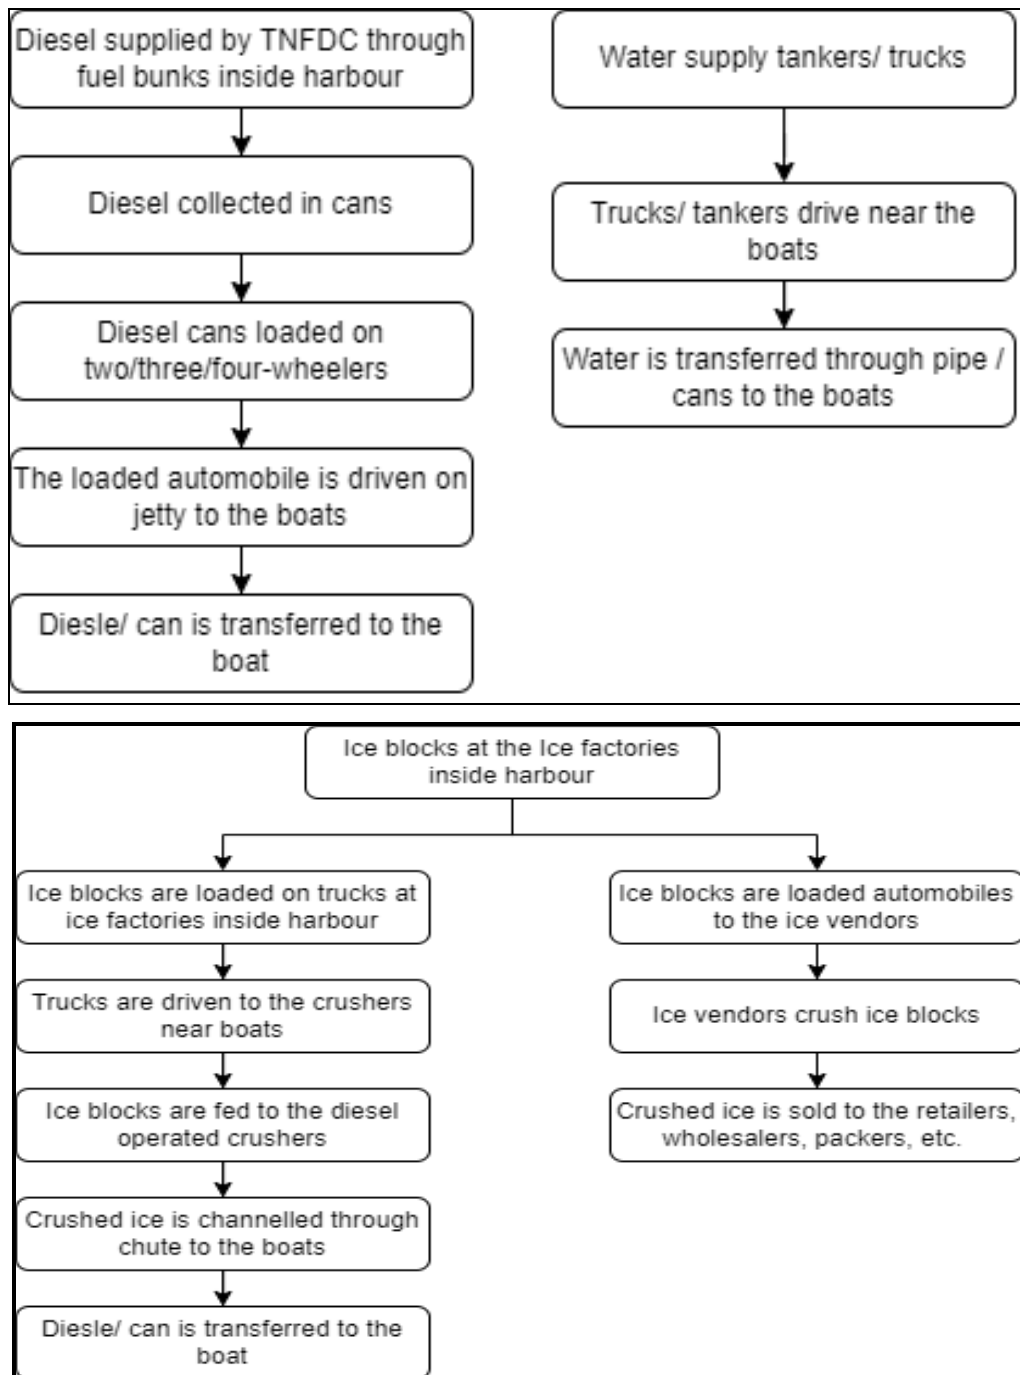 Diesel supplied by TNFDC through
fuel bunks inside harbour
Diesel collected in cans
Diesel cans loaded on
two/three/four-wheelers
The loaded automobile is driven on
jetty to the boats
Diesle/ can is transferred to the
boat
Water supply tankers/ trucks
Trucks/ tankers drive near the
boats
Water is transferred through pipe /
cans to the boats
Ice blocks at the Ice factories
inside harbour
Ice blocks are loaded on trucks at
ice factories inside harbour
Trucks are driven to the crushers
near boats
Ice blocks are fed to the diesel
operated crushers
Crushed ice is channelled through
chute to the boats
Diesle/ can is transferred to the
boat
Ice blocks are loaded automobiles
to the ice vendors
Ice vendors crush ice blocks
Crushed ice is sold to the retailers,
wholesalers, packers, etc.